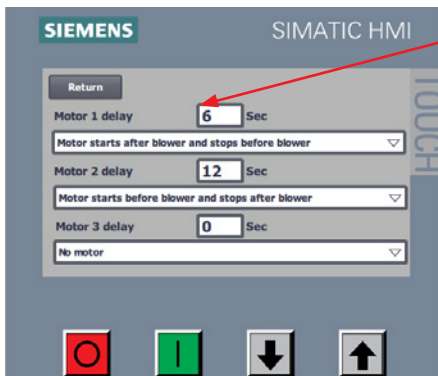 SIEMENS SIMATIC HMI
TOUCH
Return
Motor 1 delay 6 Sec
Motor starts after blower and stops before blower
Motor 2 delay 12 Sec
Motor starts before blower and stops after blower
Motor 3 delay 0 Sec
No motor